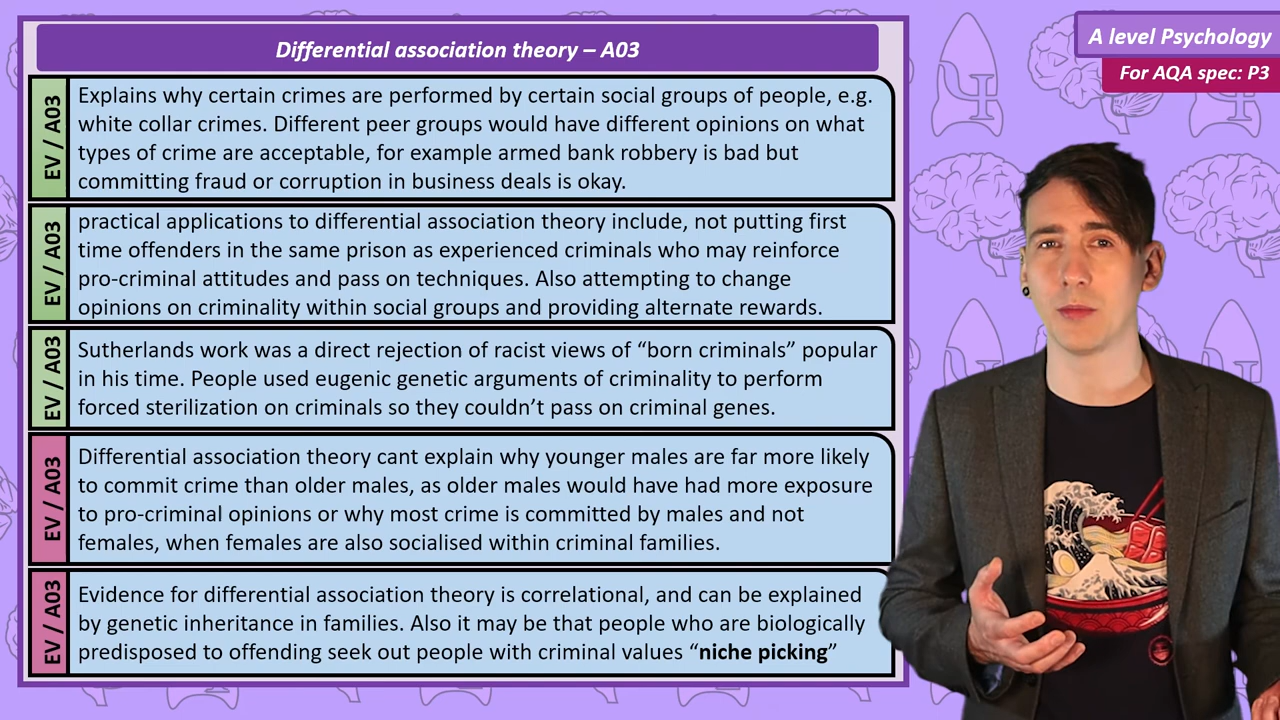 Differential association theory – A03
A level Psychology
For AQA spec: P3
EV / A03
Explains why certain crimes are performed by certain social groups of people, e.g.
white collar crimes. Different peer groups would have different opinions on what
types of crime are acceptable, for example armed bank robbery is bad but
committing fraud or corruption in business deals is okay.
EV / A03
practical applications to differential association theory include, not putting first
time offenders in the same prison as experienced criminals who may reinforce
pro-criminal attitudes and pass on techniques. Also attempting to change
opinions on criminality within social groups and providing alternate rewards.
EV / A03
Sutherlands work was a direct rejection of racist views of “born criminals” popular
in his time. People used eugenic genetic arguments of criminality to perform
forced sterilization on criminals so they couldn’t pass on criminal genes.
EV / A03
Differential association theory cant explain why younger males are far more likely
to commit crime than older males, as older males would have had more exposure
to pro-criminal opinions or why most crime is committed by males and not
females, when females are also socialised within criminal families.
EV / A03
Evidence for differential association theory is correlational, and can be explained
by genetic inheritance in families. Also it may be that people who are biologically
predisposed to offending seek out people with criminal values “niche picking”